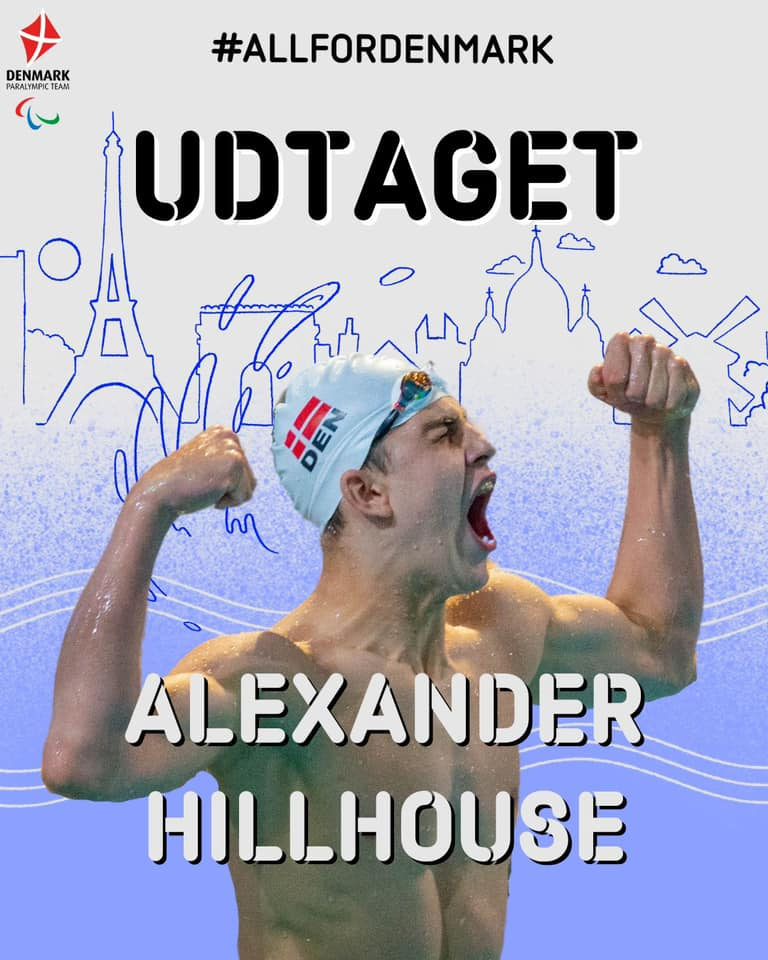 #ALLFORDENMARK
DENMARK
PARALYMPIC TEAM
UDTAGET
DEN
ALEXANDER
HILLHOUSE